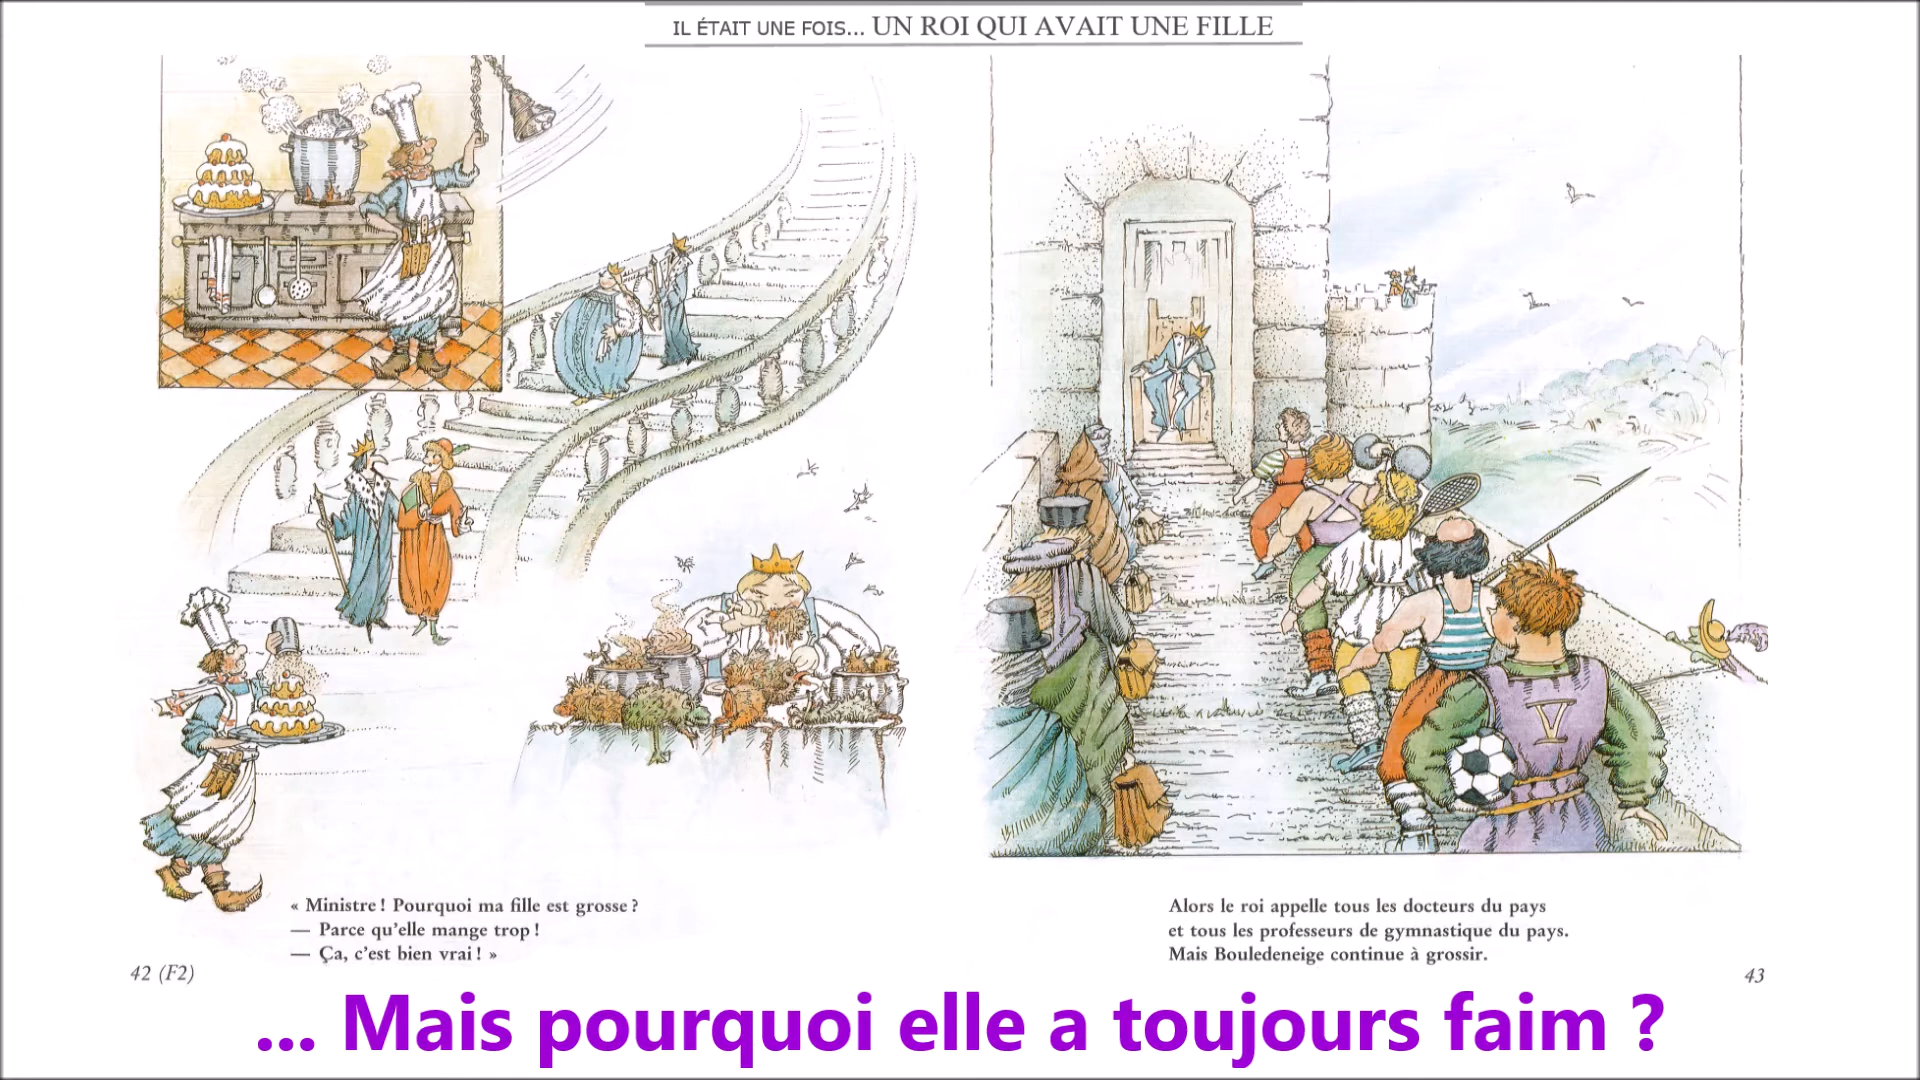 IL ÉTAIT UNE FOIS... UN ROI QUI AVAIT UNE FILLE
« Ministre ! Pourquoi ma fille est grosse ?
— Parce qu'elle mange trop !
— Ça, c'est bien vrai ! »
42 (F2)
V
Alors le roi appelle tous les docteurs du pays
et tous les professeurs de gymnastique du pays.
Mais Bouledeneige continue à grossir.
43
... Mais pourquoi elle a toujours faim ?